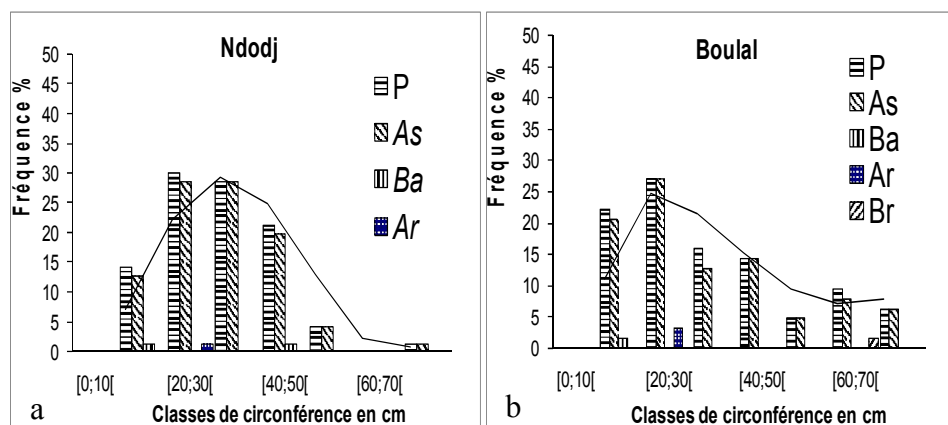 Ndodj
Fréquence %
50
45
40
35
30
25
20
15
10
5
0
P
As
Ba
Ar
[0;10[ [20;30[ [40;50[ [60;70[
Classes de circonférence en cm
a
Boulal
Fréquence %
50
45
40
35
30
25
20
15
10
5
0
P
As
Ba
Ar
Br
[0;10[ [20;30[ [40;50[ [60;70[
Classes de circonférence en cm
b